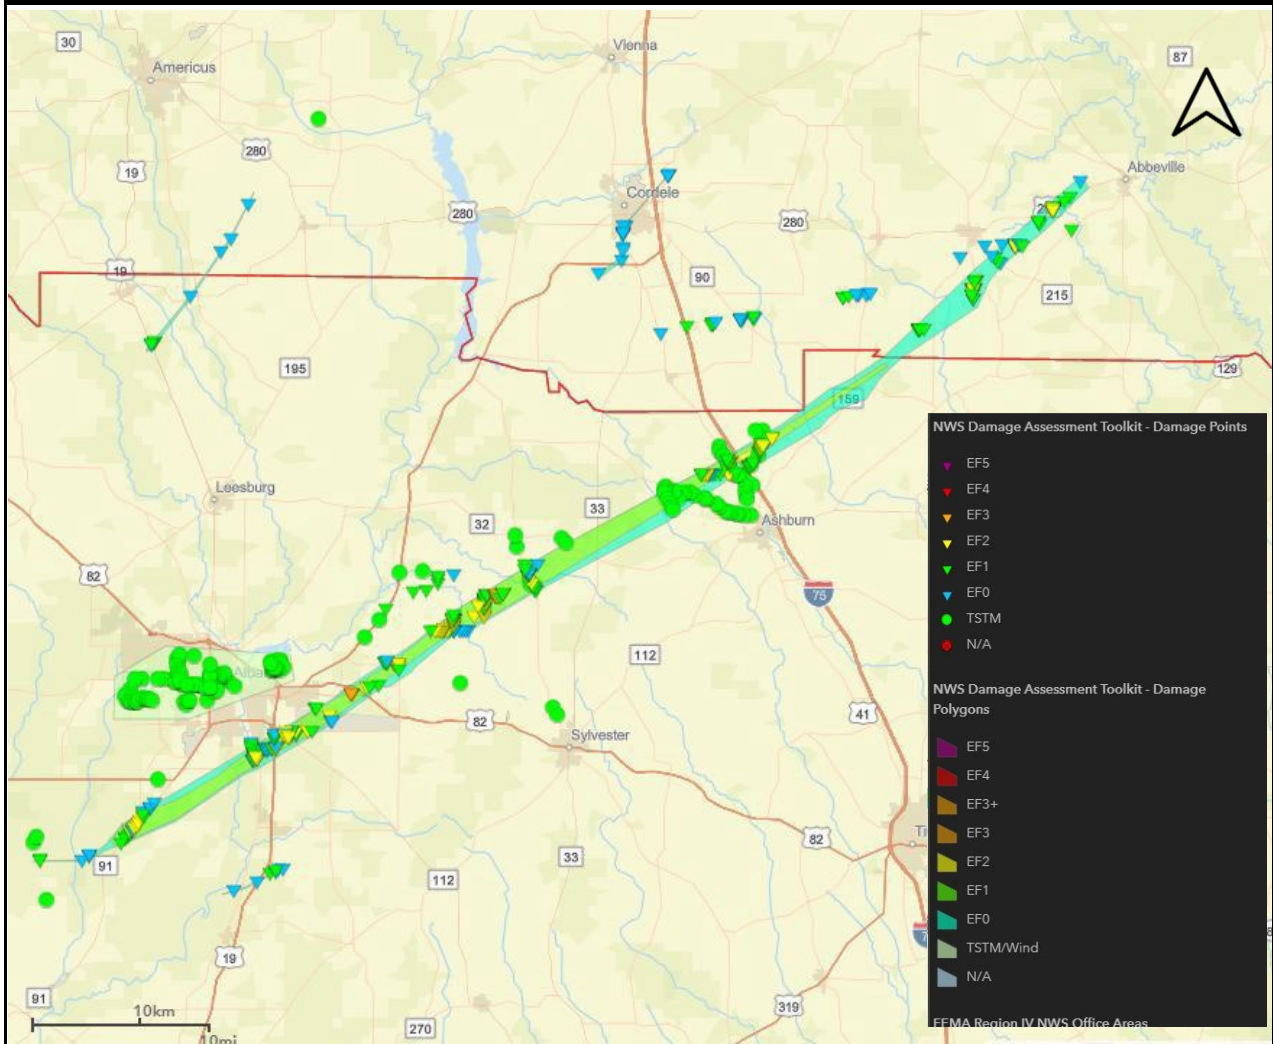 30
Vienna
87
Americus
280
Abbeville
19
Cordele
280
280
19
90
215
195
129
159
NWS Damage Assessment Toolkit - Damage Points
EF5
EF4
EF3
EF2
EF1
EF0
TSTM
N/A
Leesburg
33
32
Ashburn
82
75
112
NWS Damage Assessment Toolkit - Damage
Polygons
EF5
EF4
EF3+
EF3
EF2
EF1
EF0
TSTM/Wind
N/A
82
41
Sylvester
82
91
33
112
19
91
10km
10mi
270
319
FEMA Region IV NWS Office Areas